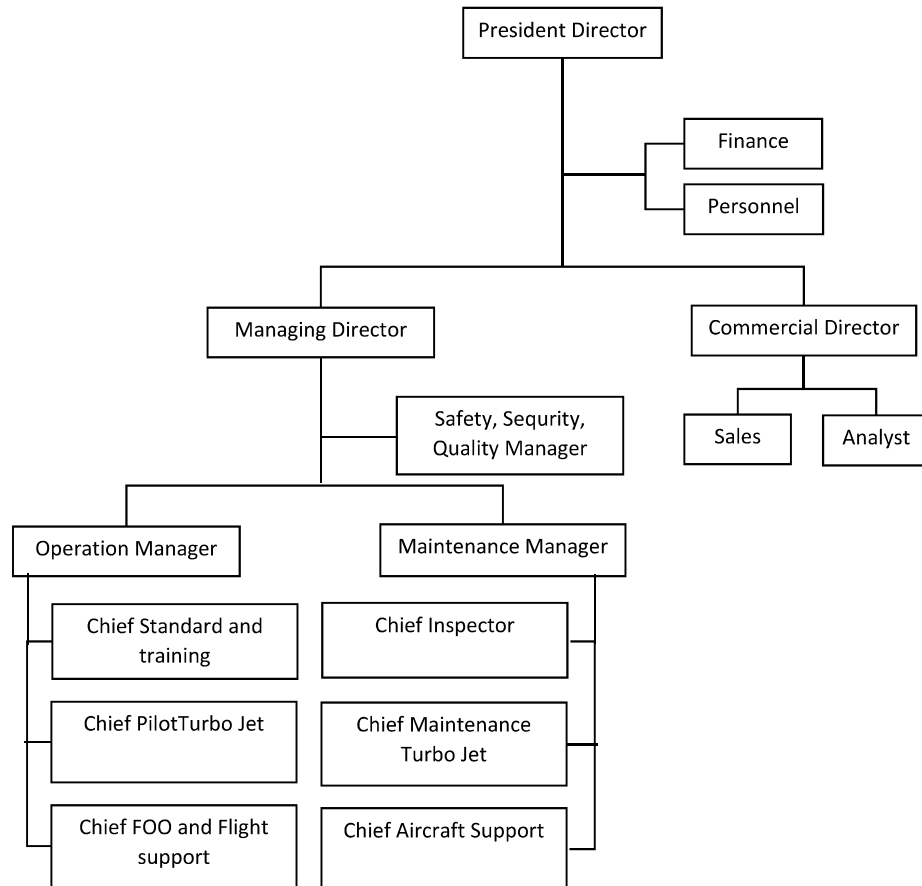 President Director
Finance
Personnel
Managing Director
Commercial Director
Safety, Sequrity,
Quality Manager
Sales
Analyst
Operation Manager
Maintenance Manager
Chief Standard and
training
Chief Inspector
Chief PilotTurbo Jet
Chief Maintenance
Turbo Jet
Chief FOO and Flight
support
Chief Aircraft Support